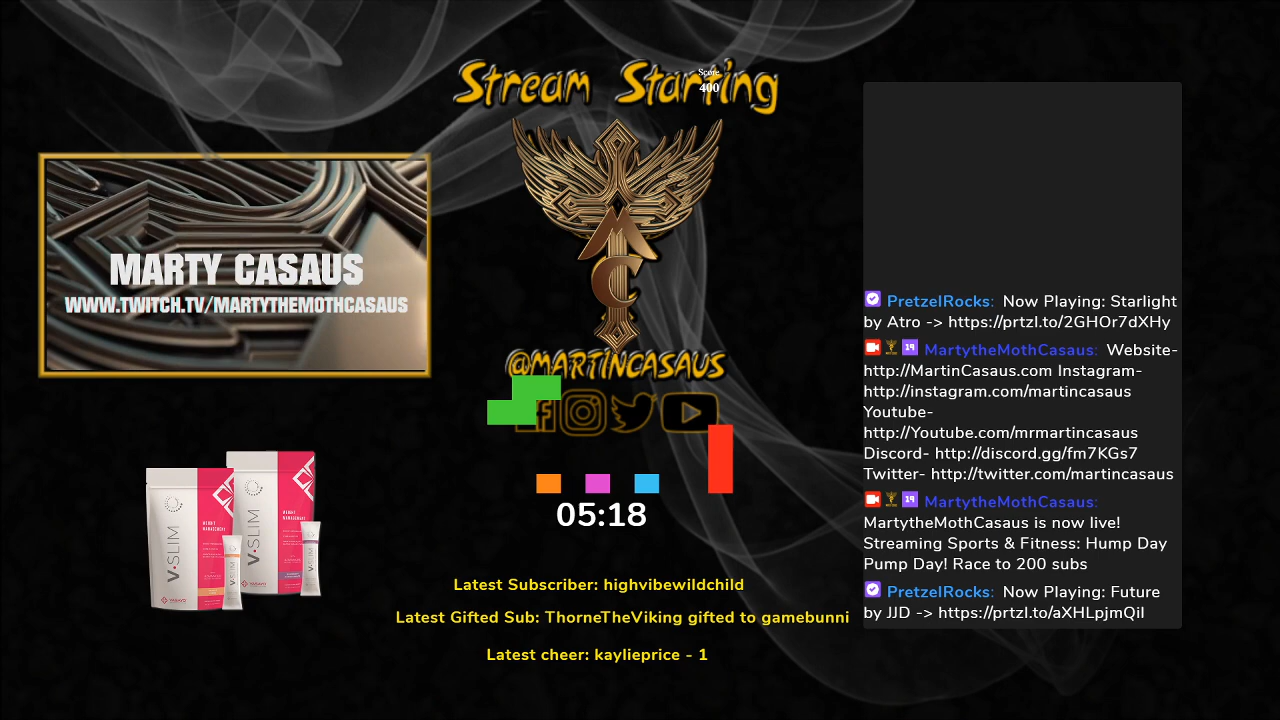 Stream Starting
Score
400
MARTY CASAUS
WWW.TWITCH.TV/MARTYTHEMOTHCASAUS
MC
@MARTINCASAUS
V·SLIM
V·SLIM
05:18
Latest Subscriber: highvibewildchild
Latest Gifted Sub: ThorneTheViking gifted to gamebunni
Latest cheer: kaylieprice - 1
PretzelRocks: Now Playing: Starlight
by Atro -> https://prtzl.to/2GHOr7dXHy
MartytheMothCasaus: Website-
http://MartinCasaus.com Instagram-
http://instagram.com/martincasaus
Youtube-
http://Youtube.com/mrmartincasaus
Discord- http://discord.gg/fm7KGs7
Twitter- http://twitter.com/martincasaus
MartytheMothCasaus:
MartytheMothCasaus is now live!
Streaming Sports & Fitness: Hump Day
Pump Day! Race to 200 subs
PretzelRocks: Now Playing: Future
by JJD -> https://prtzl.to/aXHLpjmQil